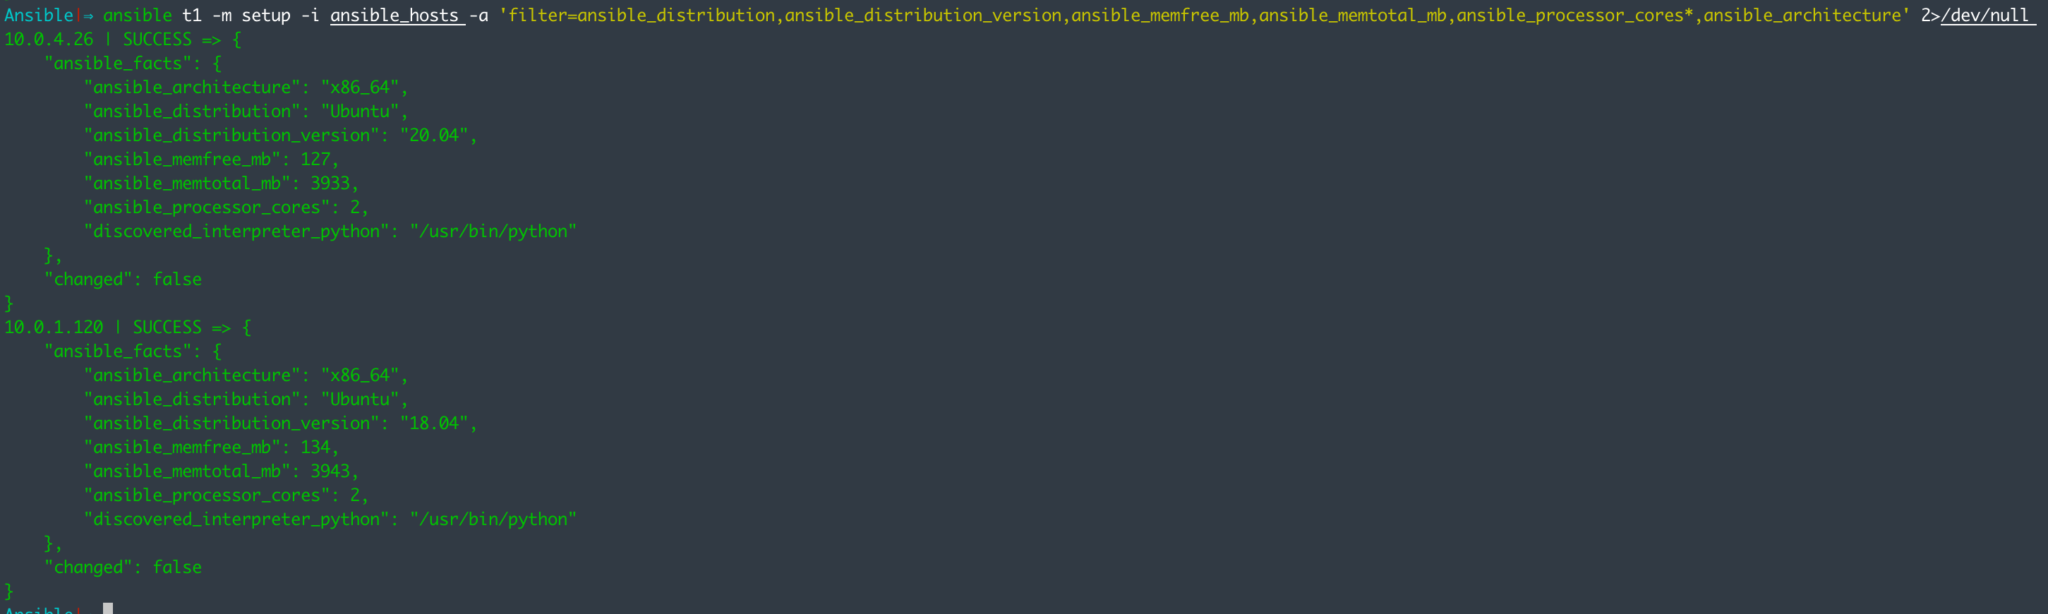 Ansible|⇒ ansible t1 -m setup -i ansible_hosts -a 'filter=ansible_distribution,ansible_distribution_version,ansible_memfree_mb,ansible_memtotal_mb,ansible_processor_cores*,ansible_architecture' 2>/dev/null
10.0.4.26 | SUCCESS => {
    "ansible_facts": {
        "ansible_architecture": "x86_64",
        "ansible_distribution": "Ubuntu",
        "ansible_distribution_version": "20.04",
        "ansible_memfree_mb": 127,
        "ansible_memtotal_mb": 3933,
        "ansible_processor_cores": 2,
        "discovered_interpreter_python": "/usr/bin/python"
    },
    "changed": false
}
10.0.1.120 | SUCCESS => {
    "ansible_facts": {
        "ansible_architecture": "x86_64",
        "ansible_distribution": "Ubuntu",
        "ansible_distribution_version": "18.04",
        "ansible_memfree_mb": 134,
        "ansible_memtotal_mb": 3943,
        "ansible_processor_cores": 2,
        "discovered_interpreter_python": "/usr/bin/python"
    },
    "changed": false
}
Ansible|